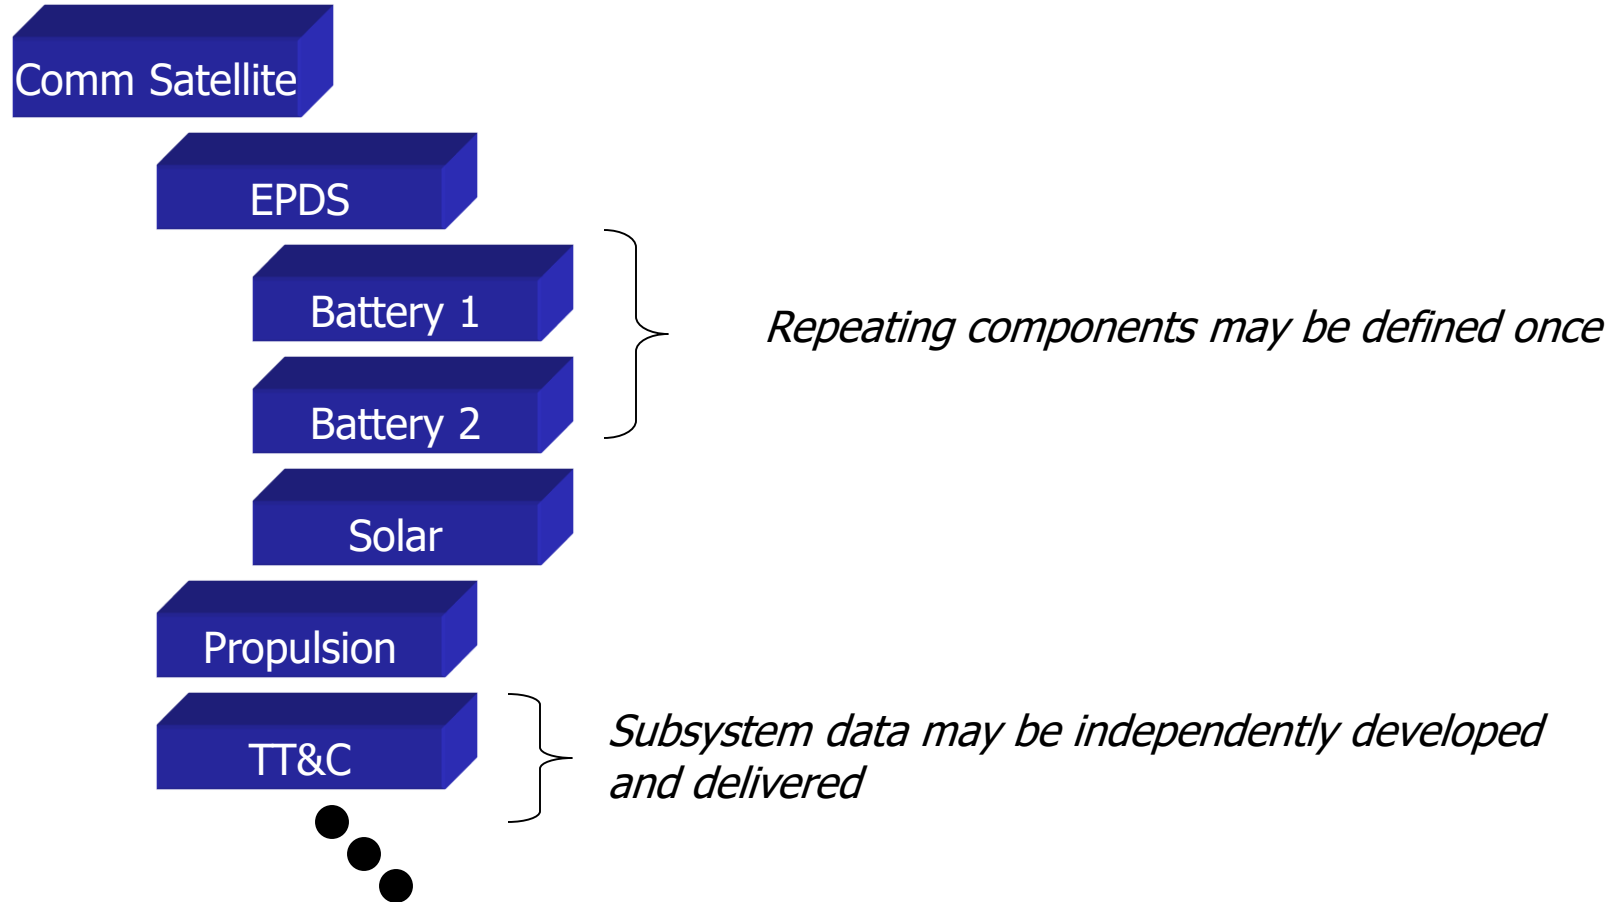 Comm Satellite
EPDS
Battery 1
Battery 2
Repeating components may be defined once
Solar
Propulsion
TT&C
Subsystem data may be independently developed
and delivered